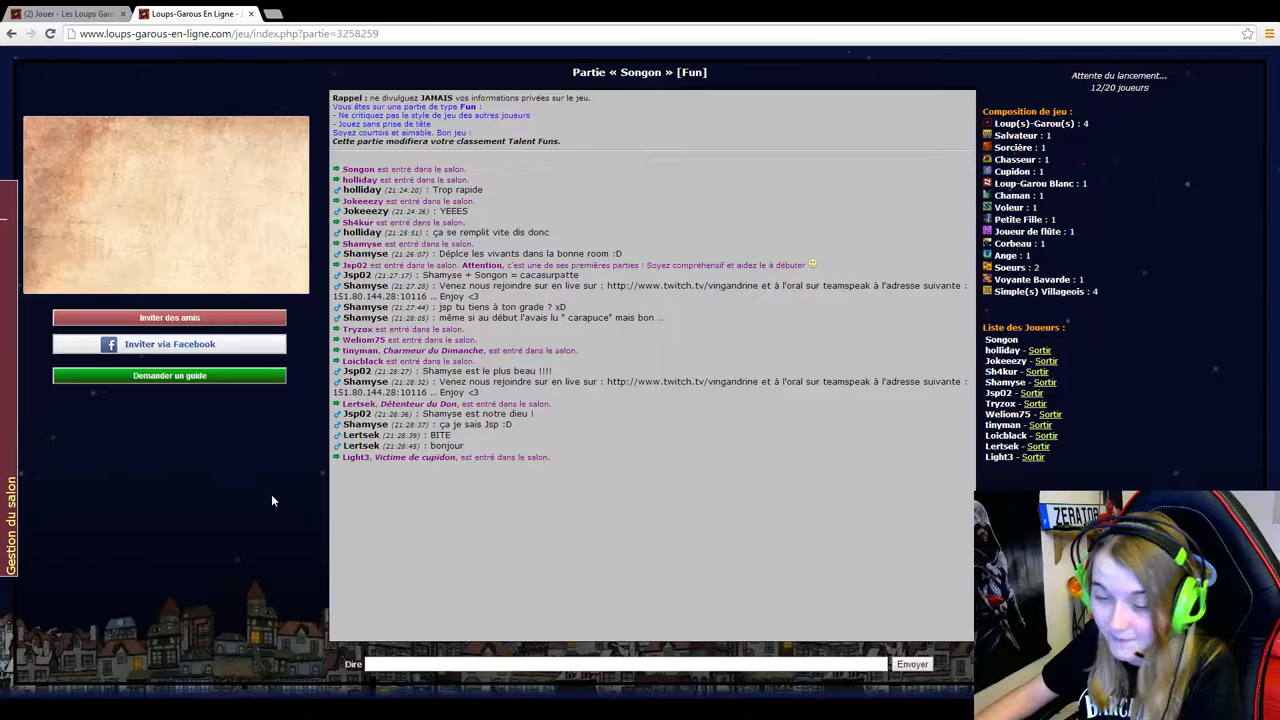 (2) Jouer - Les Loups Gar
Loups-Garous En Ligne - J
www.loups-garous-en-ligne.com/jeu/index.php?partie=3258259
Partie « Songon » [Fun]
Attente du lancement...
12/20 joueurs
Rappel : ne divulguez JAMAIS vos informations privées sur le jeu.
Vous êtes sur une partie de type Fun :
- Ne critiquez pas le style de jeu des autres joueurs
- Jouez sans prise de tête
Soyez courtois et aimable. Bon jeu !
Cette partie modifiera votre classement Talent Funs.
Songon est entré dans le salon.
holliday est entré dans le salon.
holliday (21:24:20) : Trop rapide
Jokeeezy est entré dans le salon.
Jokeeezy (21:24:36) : YEEES
Sh4kur est entré dans le salon.
holliday (21:25:51) : ça se remplit vite dis donc
Shamyse est entré dans le salon.
Shamyse (21:26:07) : Déplce les vivants dans la bonne room :D
Jsp02 est entré dans le salon. Attention, c'est une de ses premières parties ! Soyez compréhensif et aidez le à débuter
Jsp02 (21:27:17) : Shamyse + Songon = cacasurpatte
Shamyse (21:27:28) : Venez nous rejoindre sur en live sur : http://www.twitch.tv/vingandrine et à l'oral sur teamspeak à l'adresse suivante :
151.80.144.28:10116 .. Enjoy <3
Shamyse (21:27:44) : jsp tu tiens à ton grade ? xD
Shamyse (21:28:05) : même si au début l'avais lu " carapuce" mais bon ..
Tryzox est entré dans le salon.
Weliom75 est entré dans le salon.
tinyman, Charmeur du Dimanche, est entré dans le salon.
Loicblack est entré dans le salon.
Jsp02 (21:28:27) : Shamyse est le plus beau !!!!
Shamyse (21:28:32) : Venez nous rejoindre sur en live sur : http://www.twitch.tv/vingandrine et à l'oral sur teamspeak à l'adresse suivante :
151.80.144.28:10116 .. Enjoy <3
Lertsek, Détenteur du Don, est entré dans le salon.
Jsp02 (21:28:36) : Shamyse est notre dieu !
Shamyse (21:28:37) : ça je sais Jsp :D
Lertsek (21:28:39) : BITE
Lertsek (21:28:45) : bonjour
Light3, Victime de cupidon, est entré dans le salon.
Inviter des amis
Inviter via Facebook
Demander un guide
Gestion du salon
Composition de jeu :
Loup(s)-Garou(s) : 4
Salvateur : 1
Sorcière : 1
Chasseur : 1
Cupidon : 1
Loup-Garou Blanc : 1
Chaman : 1
Voleur : 1
Petite Fille : 1
Joueur de flûte : 1
Corbeau : 1
Ange : 1
Soeurs : 2
Voyante Bavarde : 1
Simple(s) Villageois : 4
Liste des Joueurs :
Songon
holliday - Sortir
Jokeeezy - Sortir
Sh4kur - Sortir
Shamyse - Sortir
Jsp02 - Sortir
Tryzox - Sortir
Weliom75 - Sortir
tinyman - Sortir
Loicblack - Sortir
Lertsek - Sortir
Light3 - Sortir
ZERATOR
Dire
Envoyer